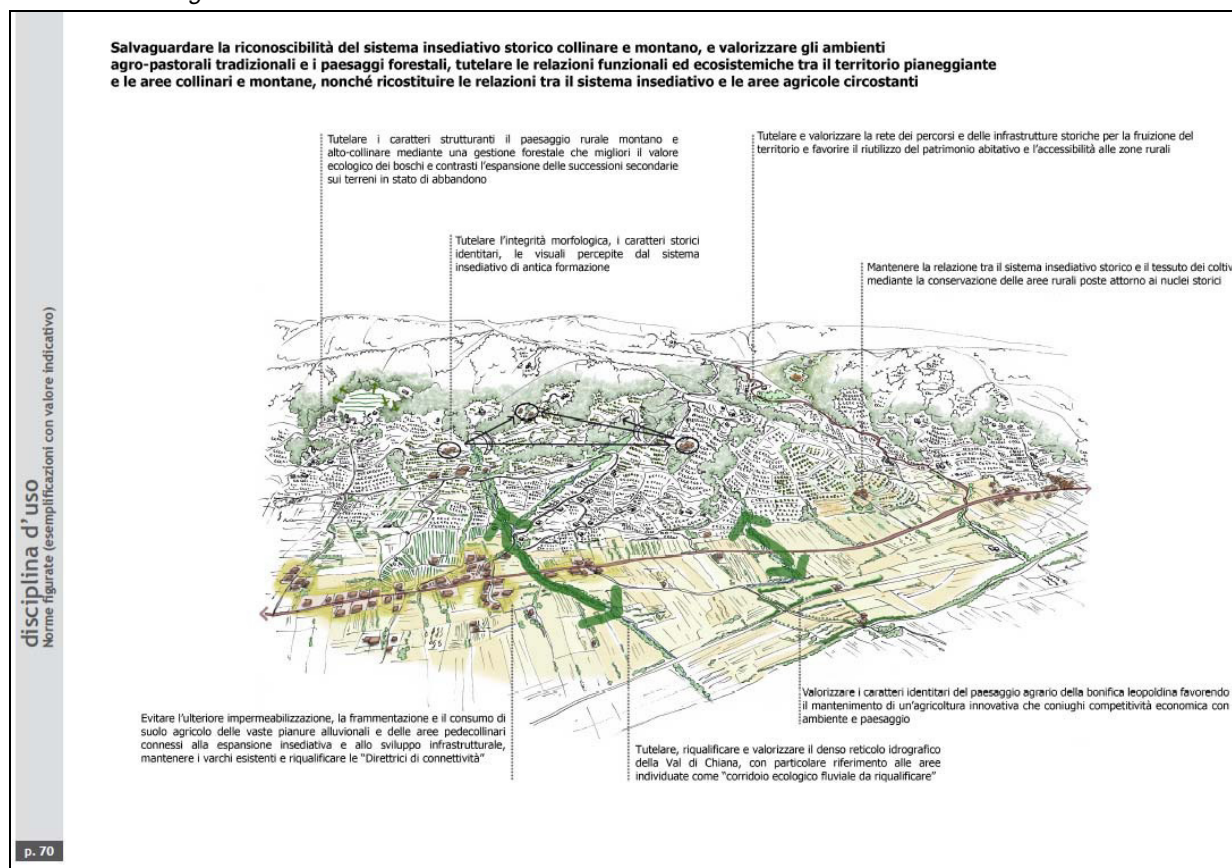 Salvaguardare la riconoscibilità del sistema insediativo storico collinare e montano, e valorizzare gli ambienti
agro-pastorali tradizionali e i paesaggi forestali, tutelare le relazioni funzionali ed ecosistemiche tra il territorio pianeggiante
e le aree collinari e montane, nonché ricostituire le relazioni tra il sistema insediativo e le aree agricole circostanti
Tutelare i caratteri strutturanti il paesaggio rurale montano e
alto-collinare mediante una gestione forestale che migliori il valore
ecologico dei boschi e contrasti l'espansione delle successioni secondarie
sui terreni in stato di abbandono
Tutelare e valorizzare la rete dei percorsi e delle infrastrutture storiche per la fruizione del
territorio e favorire il riutilizzo del patrimonio abitativo e l'accessibilità alle zone rurali
Tutelare l'integrità morfologica, i caratteri storici
identitari, le visuali percepite dal sistema
insediativo di antica formazione
Mantenere la relazione tra il sistema insediativo storico e il tessuto dei
mediante la conservazione delle aree rurali poste attorno ai nuclei storici
disciplina d'uso
Norme figurate (esemplificazioni con valore indicativo)
Valorizzare i caratteri identitari del paesaggio agrario della bonifica leopoldina favorendo
il mantenimento di un'agricoltura innovativa che coniughi competitività economica con
ambiente e paesaggio
Evitare l'ulteriore impermeabilizzazione, la frammentazione e il consumo di
suolo agricolo delle vaste pianure alluvionali e delle aree pedecollinari
connessi alla espansione insediativa e allo sviluppo infrastrutturale,
mantenere i varchi esistenti e riqualificare le "Direttrici di connettività"
Tutelare, riqualificare e valorizzare il denso reticolo idrografico
della Val di Chiana, con particolare riferimento alle aree
individuate come "corridoio ecologico fluviale da riqualificare"
p. 70